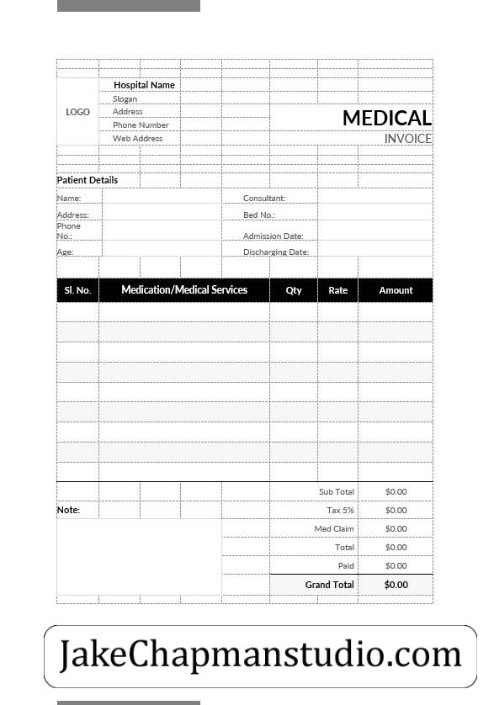 Hospital Name
Slogan
LOGO
Address
Phone Number
Web Address
MEDICAL
INVOICE
Patient Details
Name:
Consultant:
Address:
Bed No.:
Phone
No.:
Admission Date:
Age:
Discharging Date:
Sl. No. Medication/Medical Services Qty Rate Amount
Sub Total $0.00
Note:
Tax 5% $0.00
Med Claim $0.00
Total $0.00
Paid $0.00
Grand Total $0.00
JakeChapmanstudio.com